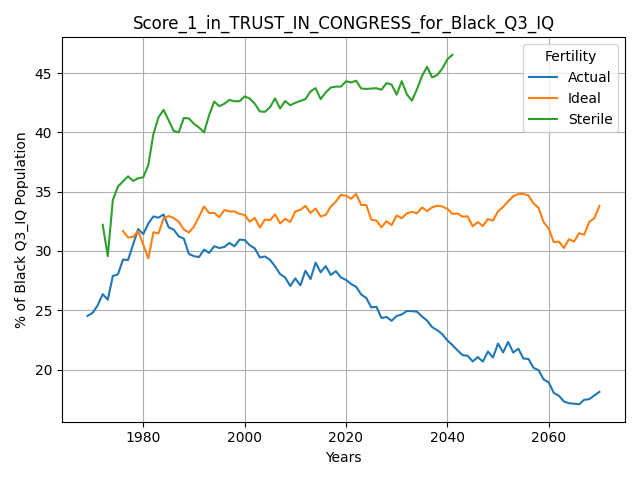 Score_1_in_TRUST_IN_CONGRESS_for_Black_Q3_IQ
Fertility
Actual
Ideal
Sterile
% of Black Q3_IQ Population
45
40
35
30
25
20
1980
2000
2020
2040
2060
Years